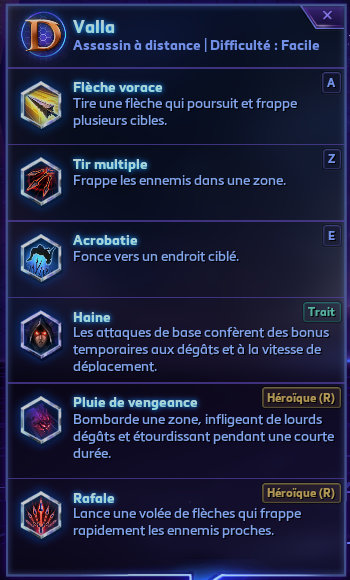 Valla
Assassin à distance | Difficulté : Facile
Flèche vorace
A
Tire une flèche qui poursuit et frappe
plusieurs cibles.
Tir multiple
Z
Frappe les ennemis dans une zone.
Acrobatie
E
Fonce vers un endroit ciblé.
Haine
Trait
Les attaques de base confèrent des bonus
temporaires aux dégâts et à la vitesse de
déplacement.
Pluie de vengeance
Héroïque (R)
Bombarde une zone, infligeant de lourds
dégâts et étourdissant pendant une courte
durée.
Rafale
Héroïque (R)
Lance une volée de flèches qui frappe
rapidement les ennemis proches.